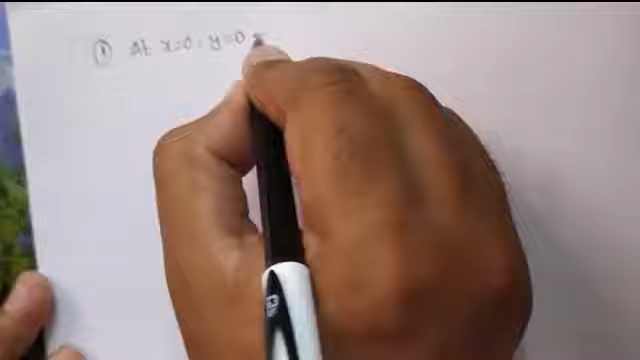 ① At x=0, y=0